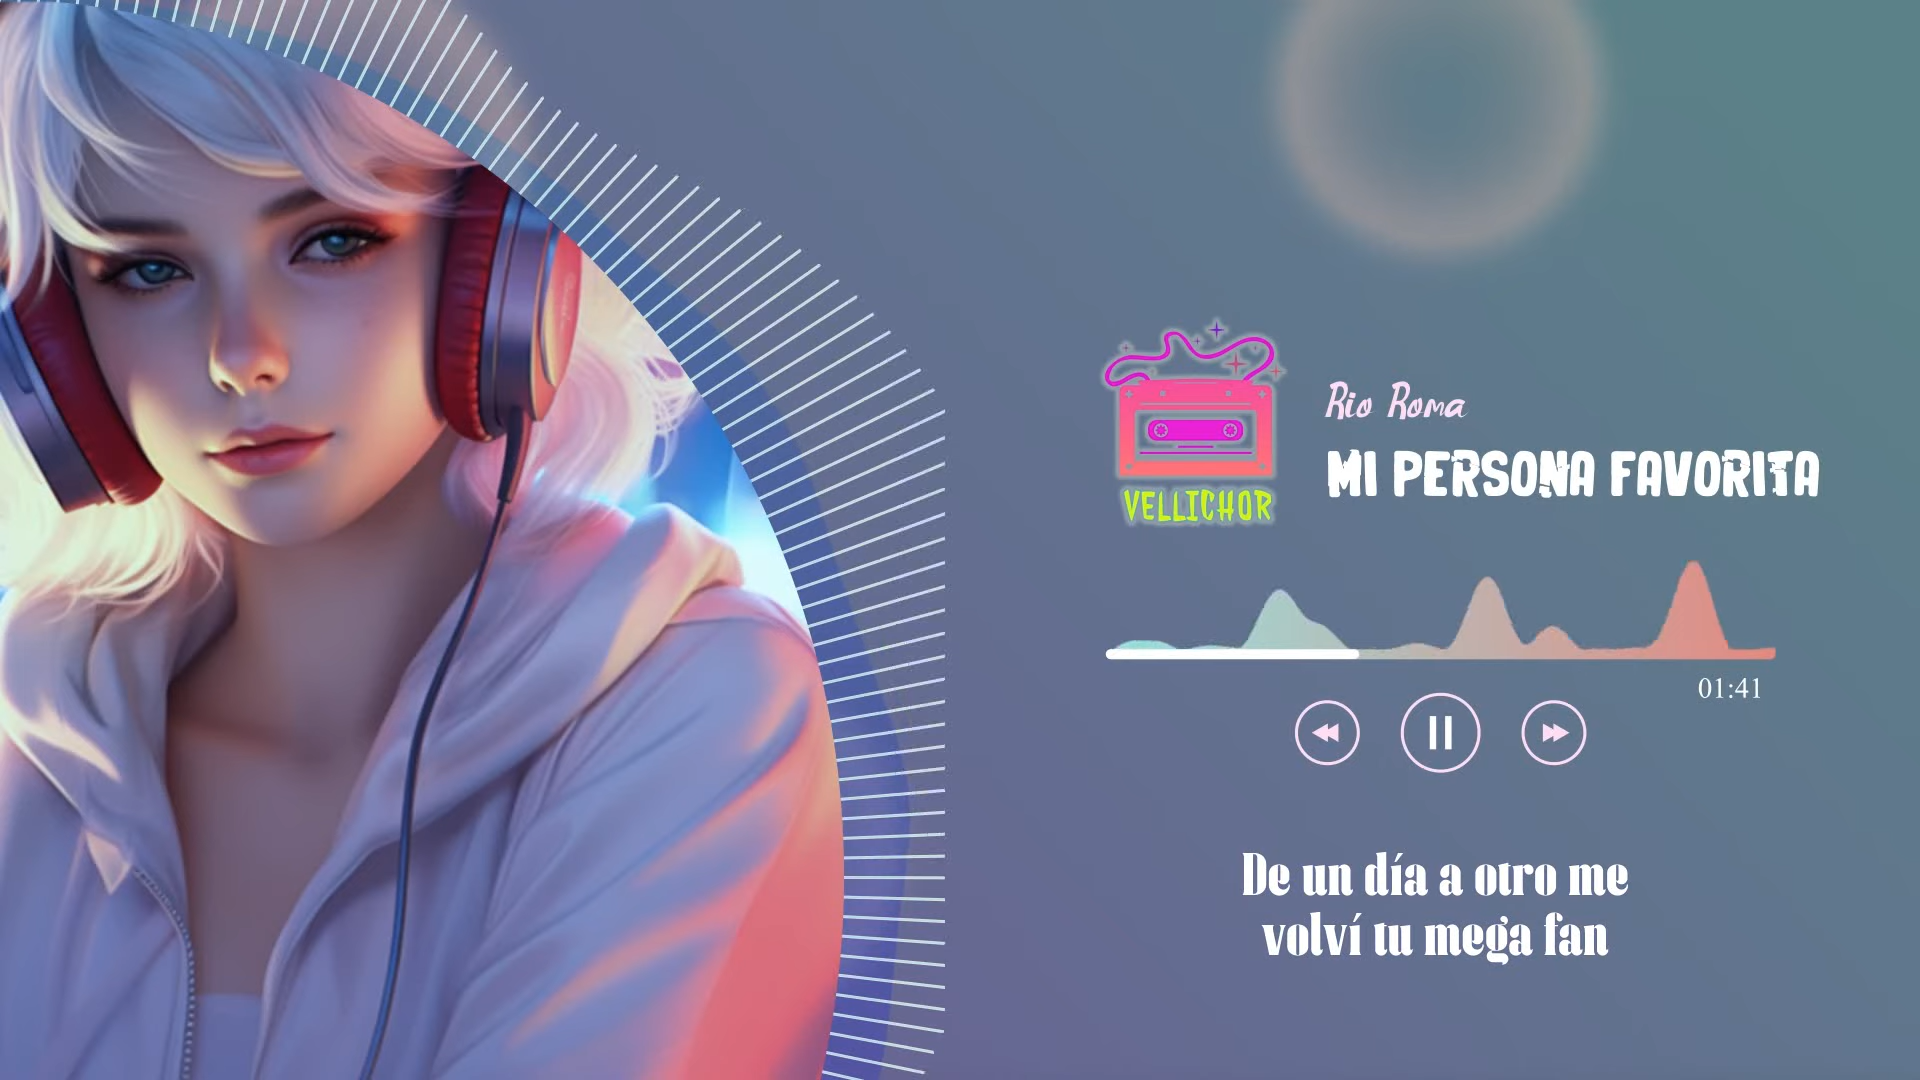 Rio Roma
MI PERSONA FAVORITA
VELLICHOR
01:41
De un día a otro me
volví tu mega fan